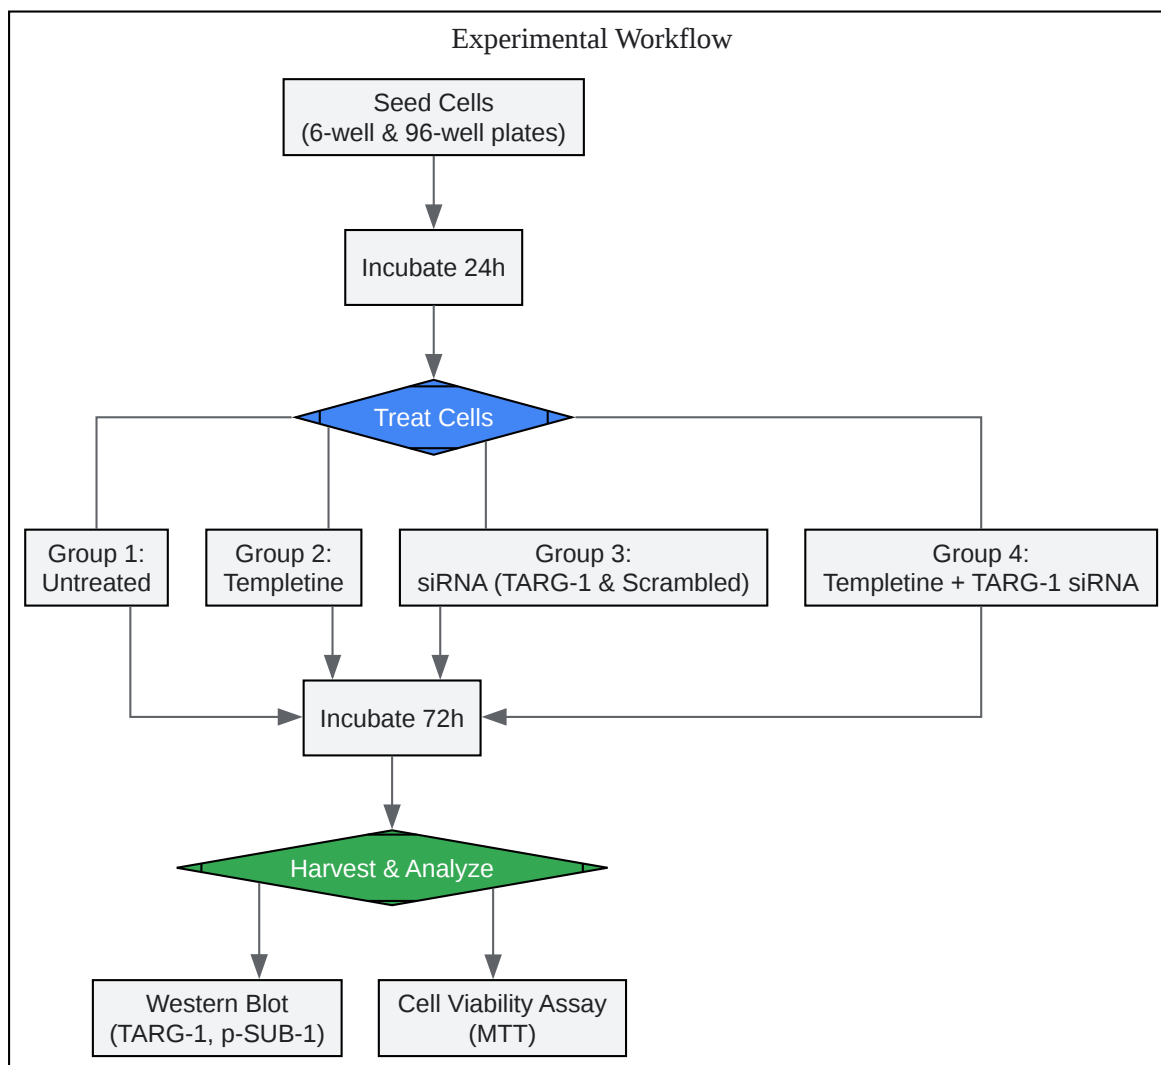 Experimental Workflow
Seed Cells
(6-well & 96-well plates)
Incubate 24h
Treat Cells
Group 1:
Untreated
Group 2:
Templetine
Group 3:
siRNA (TARG-1 & Scrambled)
Group 4:
Templetine + TARG-1 siRNA
Incubate 72h
Harvest & Analyze
Western Blot
(TARG-1, p-SUB-1)
Cell Viability Assay
(MTT)